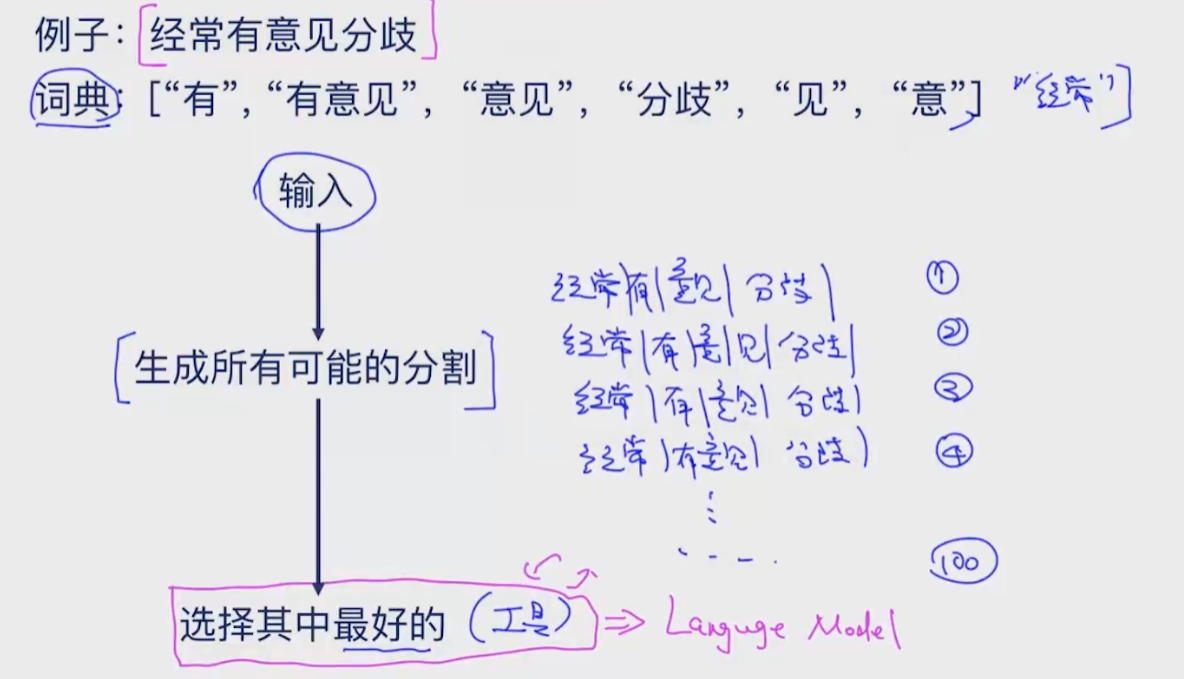 例子：[经常有意见分歧]
词典：[“有”，“有意见”，“意见”，“分歧”，“见”，“意”] “经常”]
输入
经常有|意见|分歧| ①
[生成所有可能的分割] 经常|有|意|见|分歧| ②
经常|有|意见|分歧| ③
经常|有意见|分歧| ④
100
选择其中最好的（工具）⇒ Languge Model